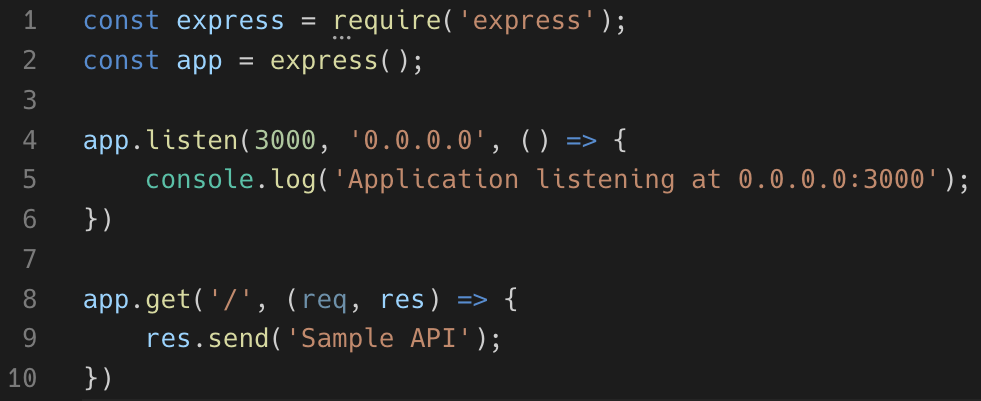 1 const express = require('express');
2 const app = express();
3
4 app.listen(3000, '0.0.0.0', () => {
5     console.log('Application listening at 0.0.0.0:3000');
6 })
7
8 app.get('/', (req, res) => {
9     res.send('Sample API');
10 })